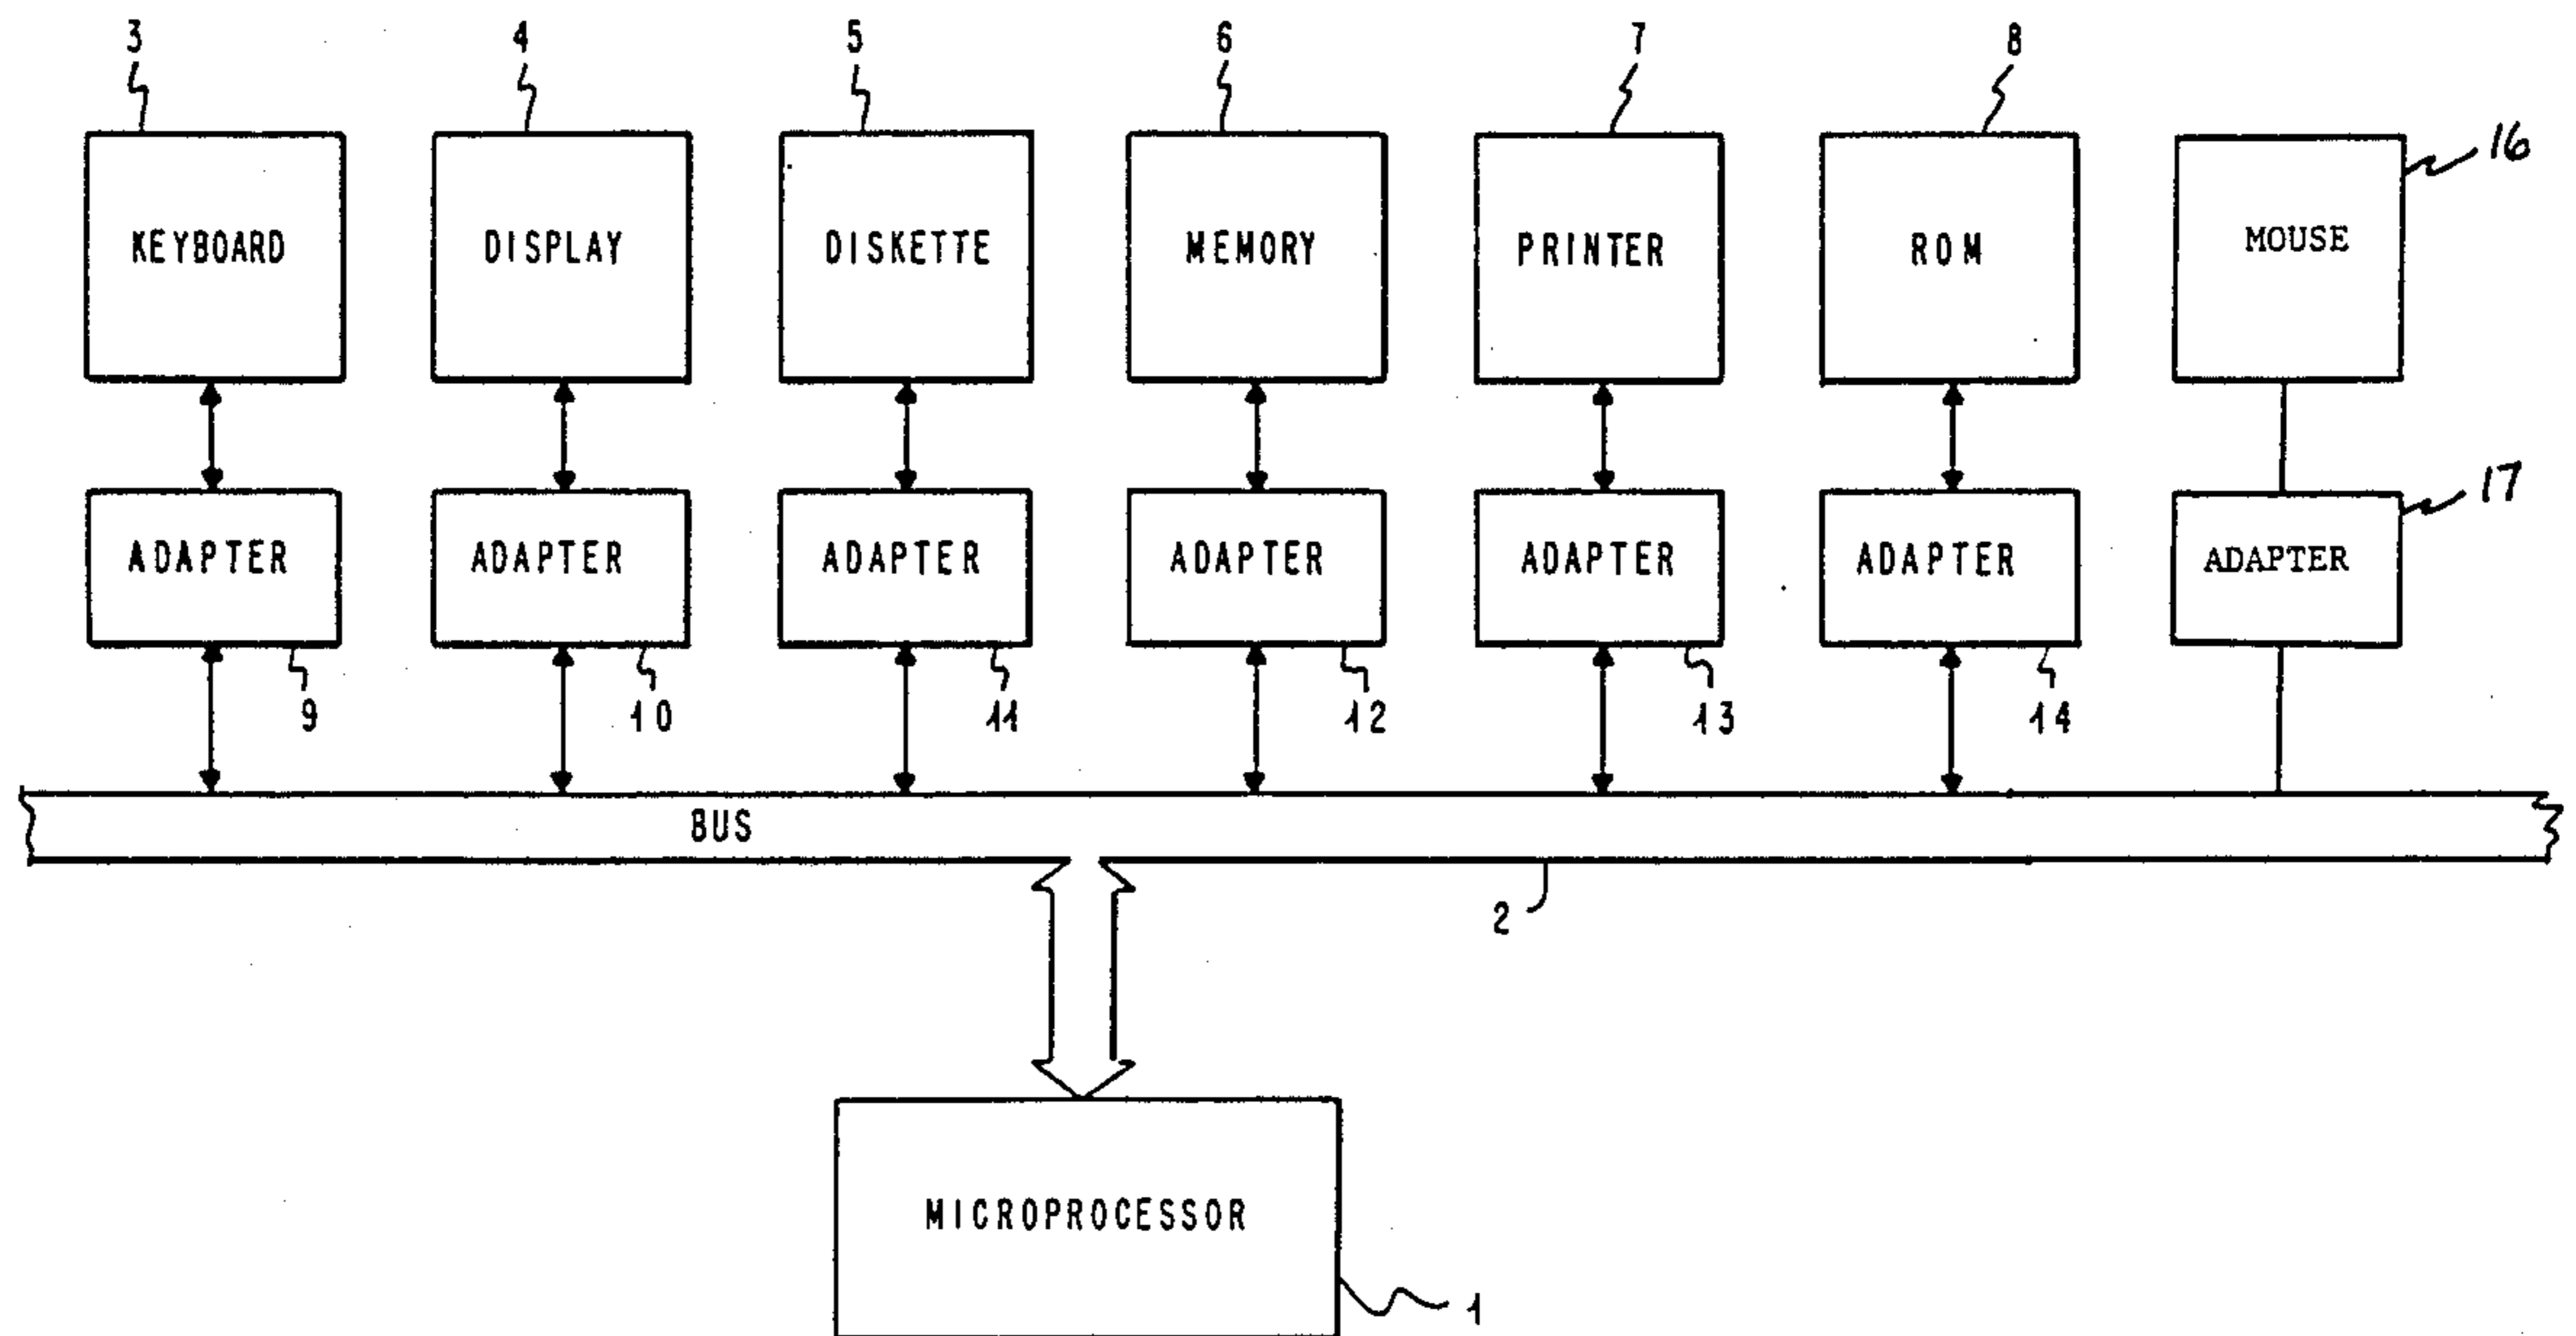 3 4 5 6 7 8
16
KEYBOARD DISPLAY DISKETTE MEMORY PRINTER ROM MOUSE
17
ADAPTER ADAPTER ADAPTER ADAPTER ADAPTER ADAPTER ADAPTER
9 10 11 12 13 14
BUS
2
MICROPROCESSOR
1